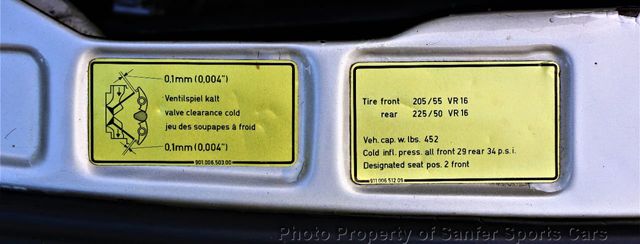 0.1mm (0,004")
Ventilspiel kalt
valve clearance cold
jeu des soupapes à froid
0.1mm (0,004")
901.006.503.00
Tire front 205/55 VR 16
rear 225/50 VR 16
Veh. cap. w. lbs. 452
Cold infl. press. all front 29 rear 34 p.s.i.
Designated seat pos. 2 front
911 006 512 09
Photo Property of Sanfer Sports Cars